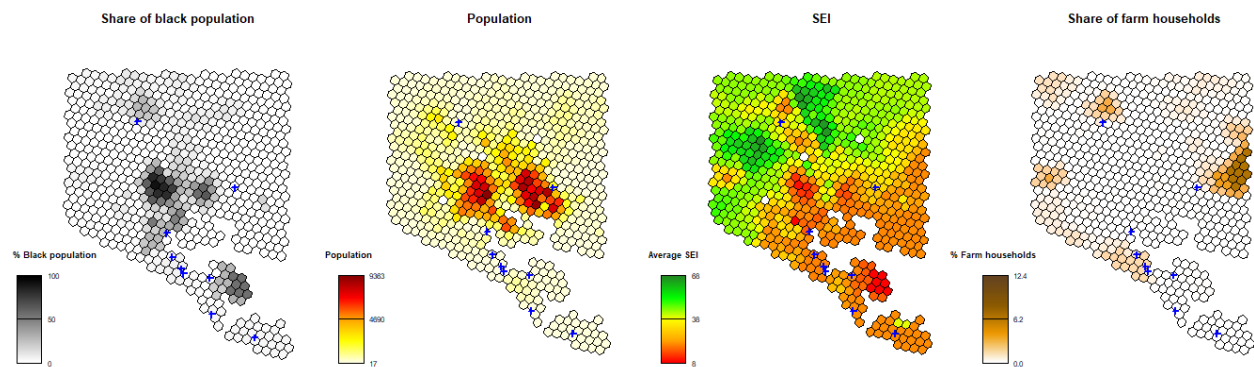 Share of black population
Population
SEI
Share of farm households
% Black population
100
50
0
Population
9363
4690
17
Average SEI
68
38
8
% Farm households
12.4
6.2
0.0